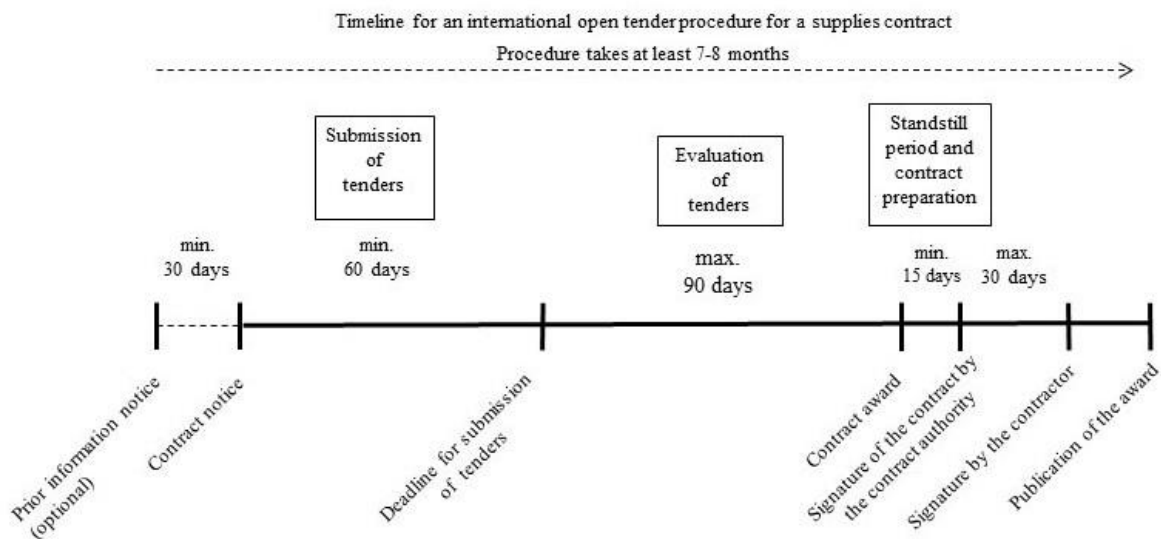 Timeline for an international open tender procedure for a supplies contract
Procedure takes at least 7-8 months
Submission
of
tenders
Evaluation
of
tenders
Standstill
period and
contract
preparation
min.
30 days
min.
60 days
max.
90 days
min.
15 days
max.
30 days
Prior information notice
(optional)
Contract notice
Deadline for submission
of tenders
Contract award
Signature of the contract by
the contract authority
Signature by the contractor
Publication of the award